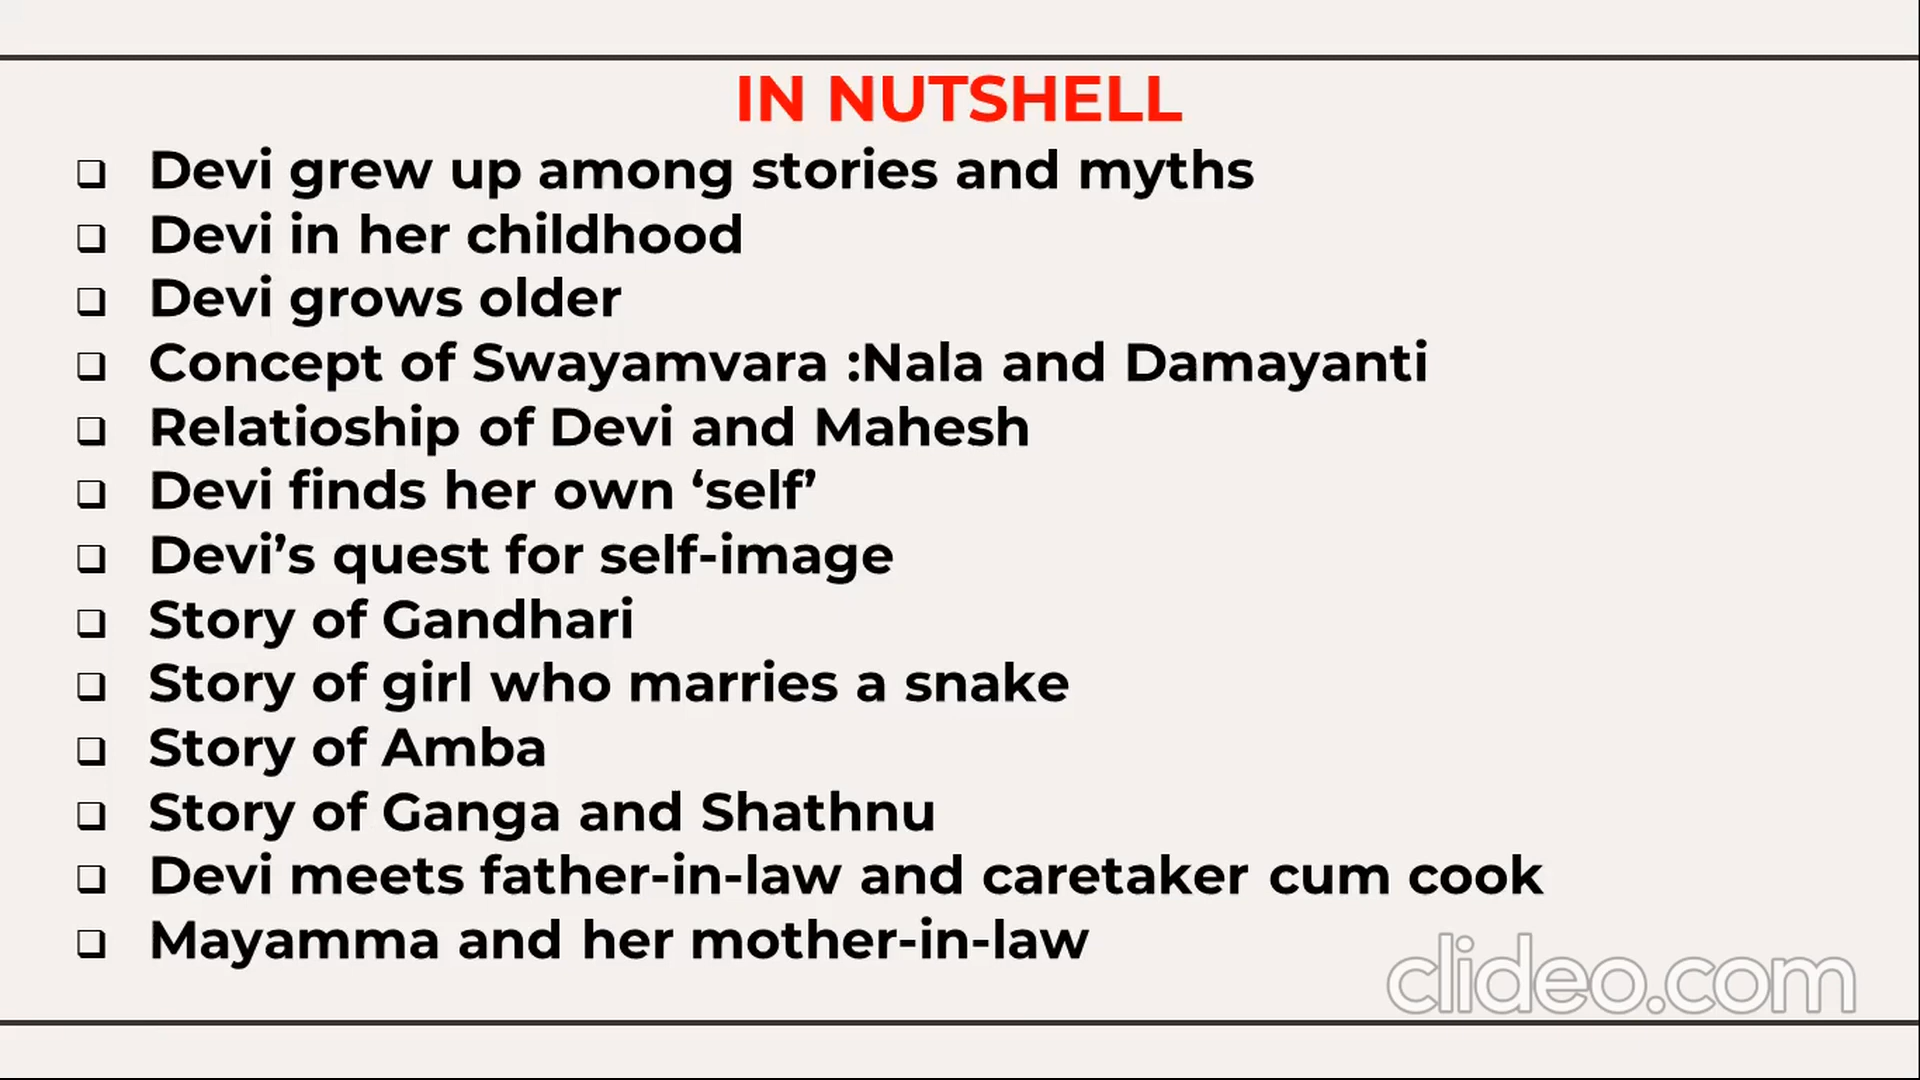 IN NUTSHELL
❑ Devi grew up among stories and myths
❑ Devi in her childhood
❑ Devi grows older
❑ Concept of Swayamvara :Nala and Damayanti
❑ Relatioship of Devi and Mahesh
❑ Devi finds her own ‘self’
❑ Devi’s quest for self-image
❑ Story of Gandhari
❑ Story of girl who marries a snake
❑ Story of Amba
❑ Story of Ganga and Shathnu
❑ Devi meets father-in-law and caretaker cum cook
❑ Mayamma and her mother-in-law
clideo.com